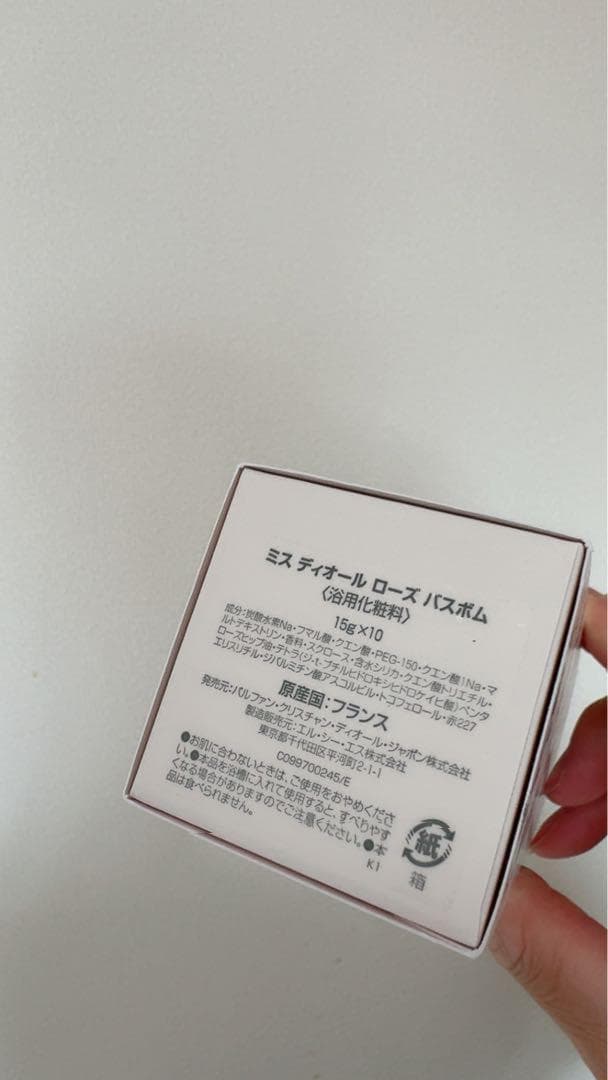 ミス ディオール ローズ バスボム
〈浴用化粧料〉
15g×10
成分:炭酸水素Na・フマル酸・クエン酸・PEG-150・クエン酸1Na・マ
ルトデキストリン・香料・スクロース・含水シリカ・クエン酸トリエチル・
ローズヒップ油・テトラ(ジ-t-ブチルヒドロキシヒドロケイヒ酸)ペンタ
エリスリチル・ジパルミチン酸アスコルビル・トコフェロール・赤227
原産国:フランス
発売元:パルファン・クリスチャン・ディオール・ジャポン株式会社
製造販売元:エル・シー・エス株式会社
東京都千代田区平河町2-1-1
C099700245/E
●お肌に合わないときは、ご使用をおやめくださ
い。●本品を浴槽に入れて使用すると、すべりやす
くなる場合がありますのでご注意ください。●本
品は食べられません。
K1
紙
箱